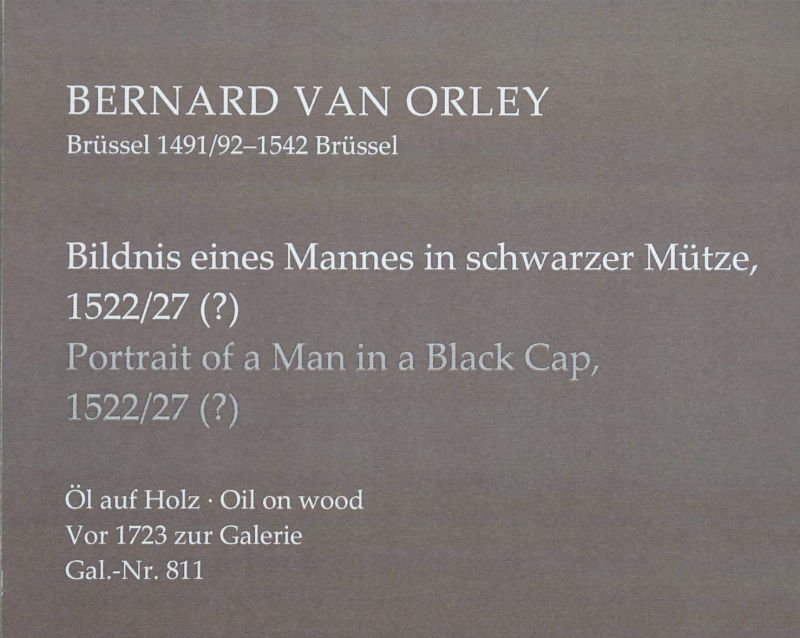 BERNARD VAN ORLEY
Brüssel 1491/92–1542 Brüssel
Bildnis eines Mannes in schwarzer Mütze,
1522/27 (?)
Portrait of a Man in a Black Cap,
1522/27 (?)
Öl auf Holz · Oil on wood
Vor 1723 zur Galerie
Gal.-Nr. 811